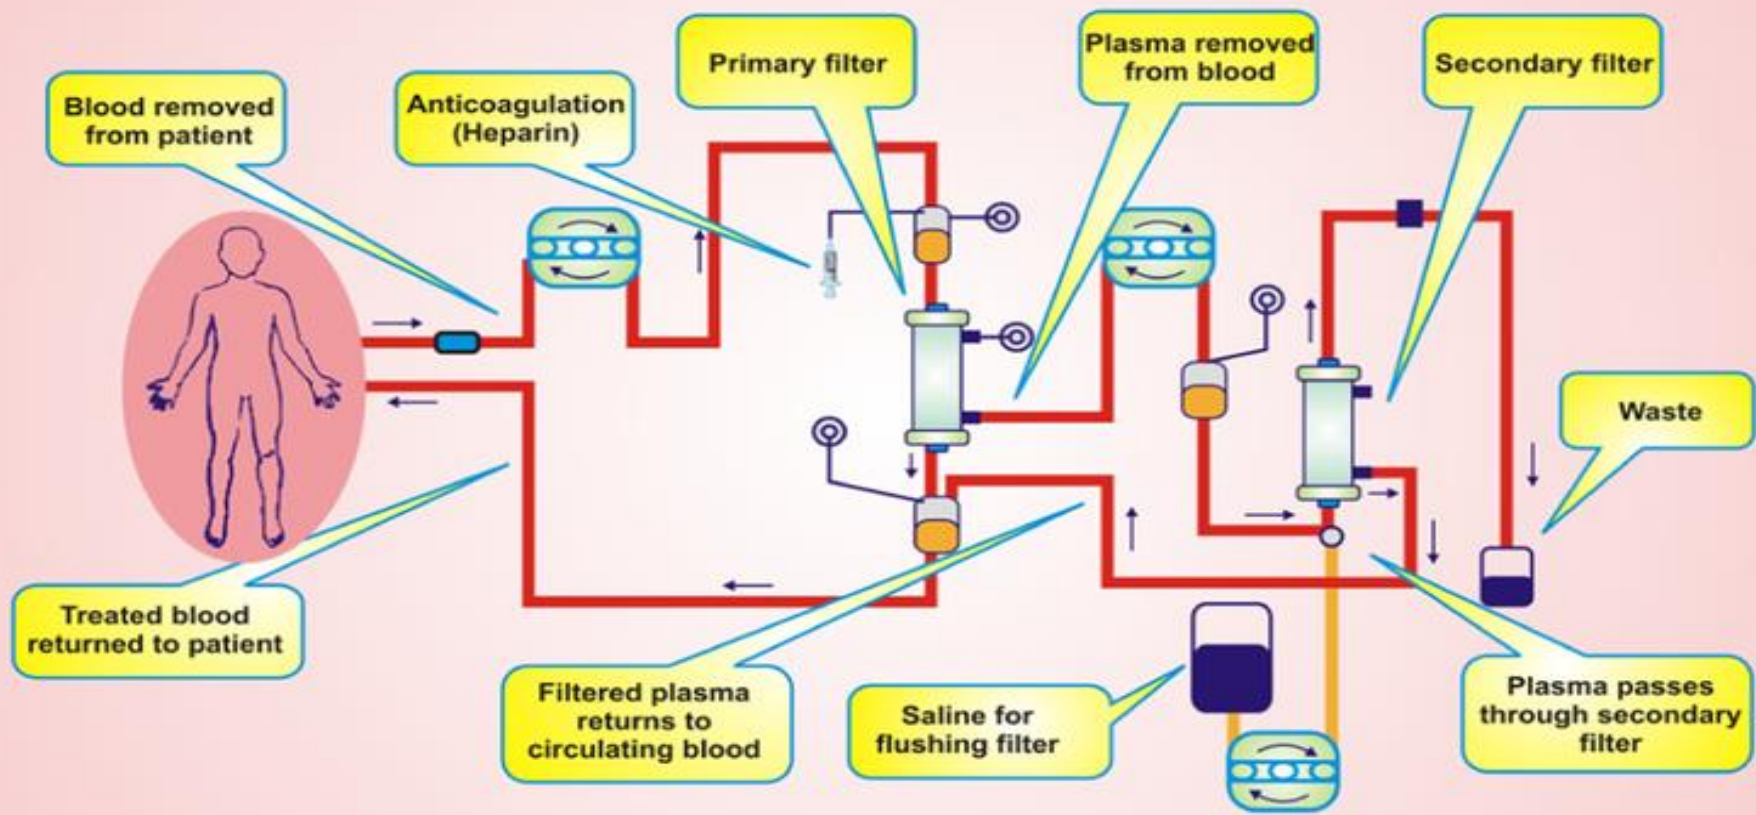 Blood removed
from patient
Anticoagulation
(Heparin)
Primary filter
Plasma removed
from blood
Secondary filter
Waste
Treated blood
returned to patient
Filtered plasma
returns to
circulating blood
Saline for
flushing filter
Plasma passes
through secondary
filter